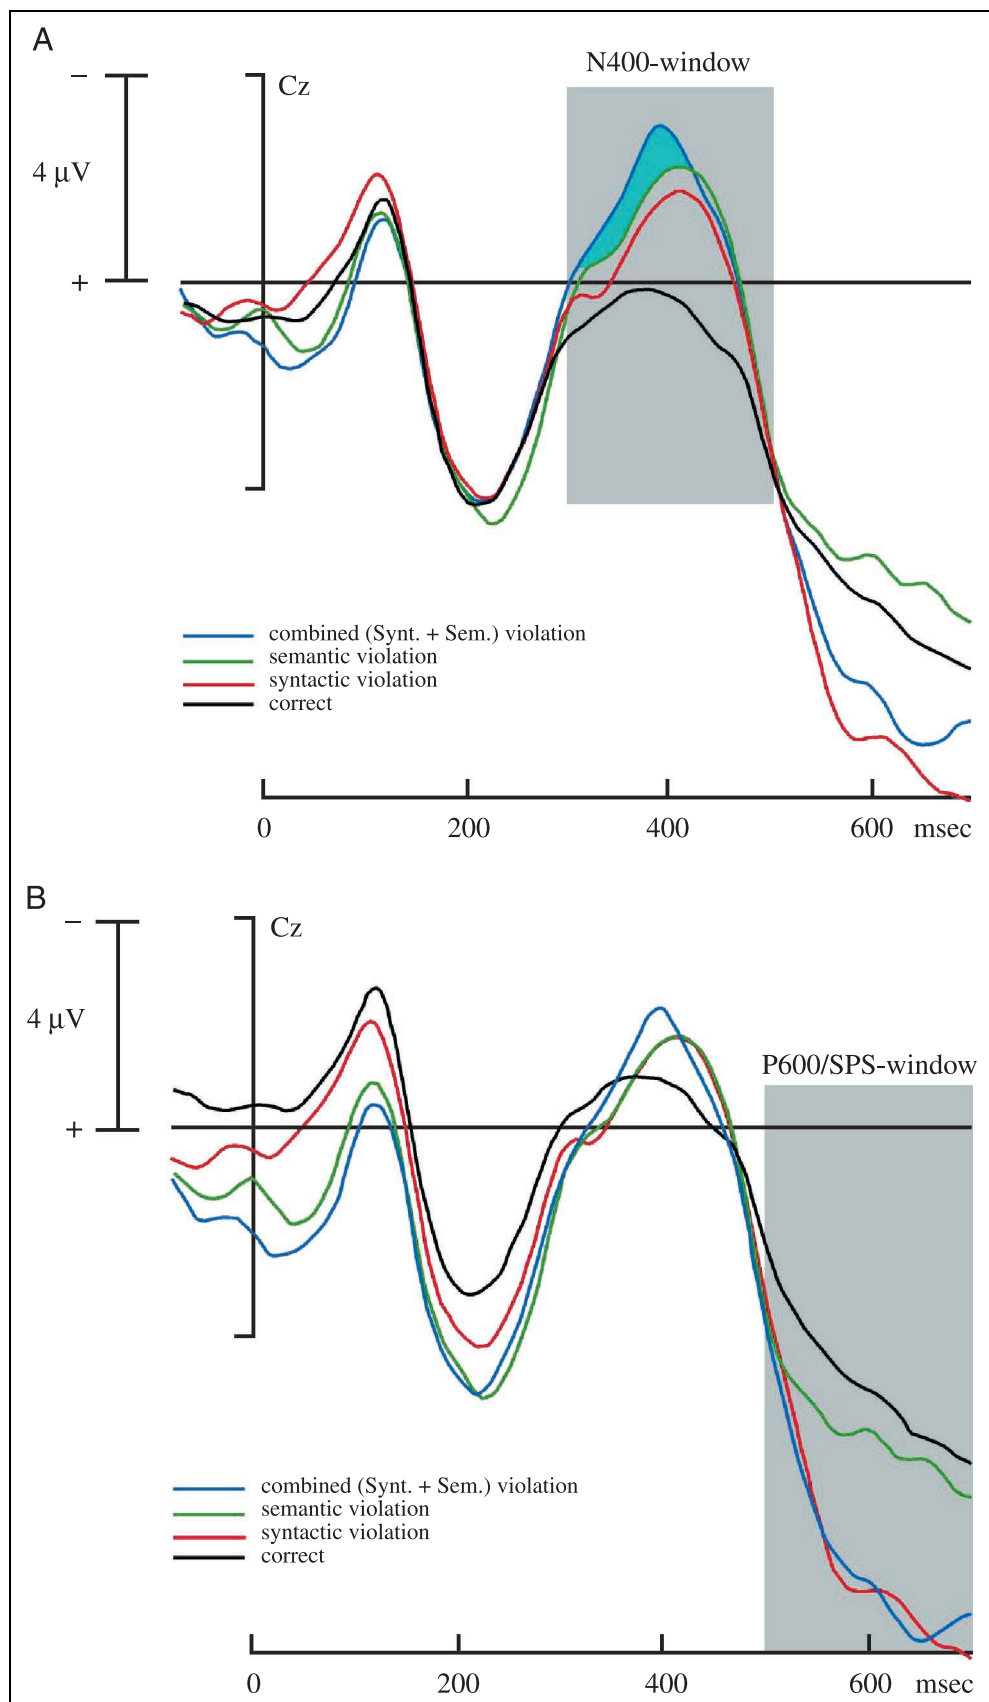 A
N400-window
−
Cz
4 µV
+
combined (Synt. + Sem.) violation
semantic violation
syntactic violation
correct
0 200 400 600 msec
B
−
Cz
4 µV
P600/SPS-window
+
combined (Synt. + Sem.) violation
semantic violation
syntactic violation
correct
0 200 400 600 msec